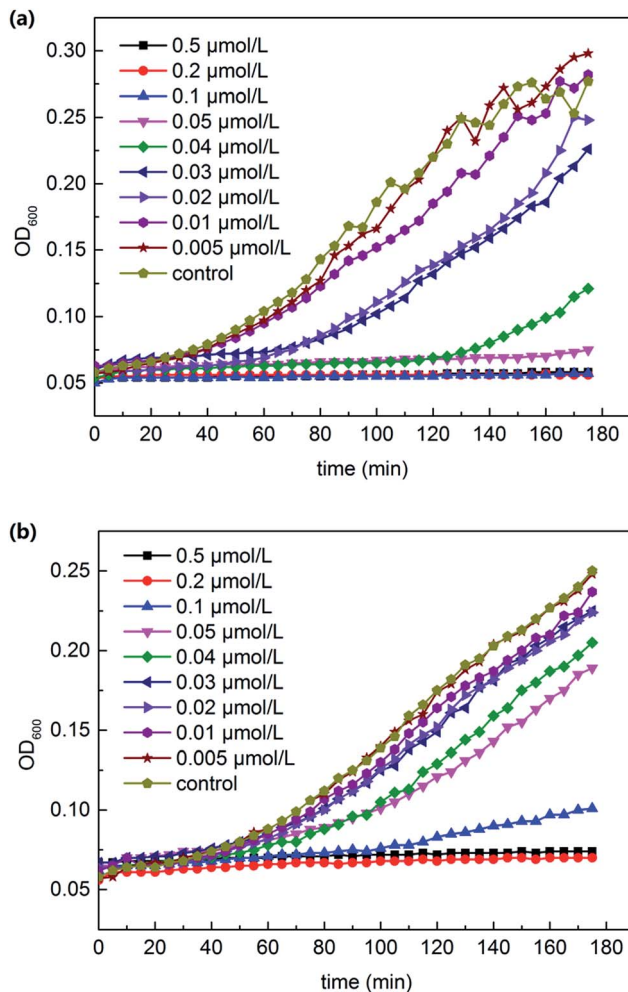 (a)
0.5 µmol/L
0.2 µmol/L
0.1 µmol/L
0.05 µmol/L
0.04 µmol/L
0.03 µmol/L
0.02 µmol/L
0.01 µmol/L
0.005 µmol/L
control
0.30
0.25
0.20
0.15
0.10
0.05
OD600
0 20 40 60 80 100 120 140 160 180
time (min)
(b)
0.5 µmol/L
0.2 µmol/L
0.1 µmol/L
0.05 µmol/L
0.04 µmol/L
0.03 µmol/L
0.02 µmol/L
0.01 µmol/L
0.005 µmol/L
control
0.25
0.20
0.15
0.10
0.05
OD600
0 20 40 60 80 100 120 140 160 180
time (min)